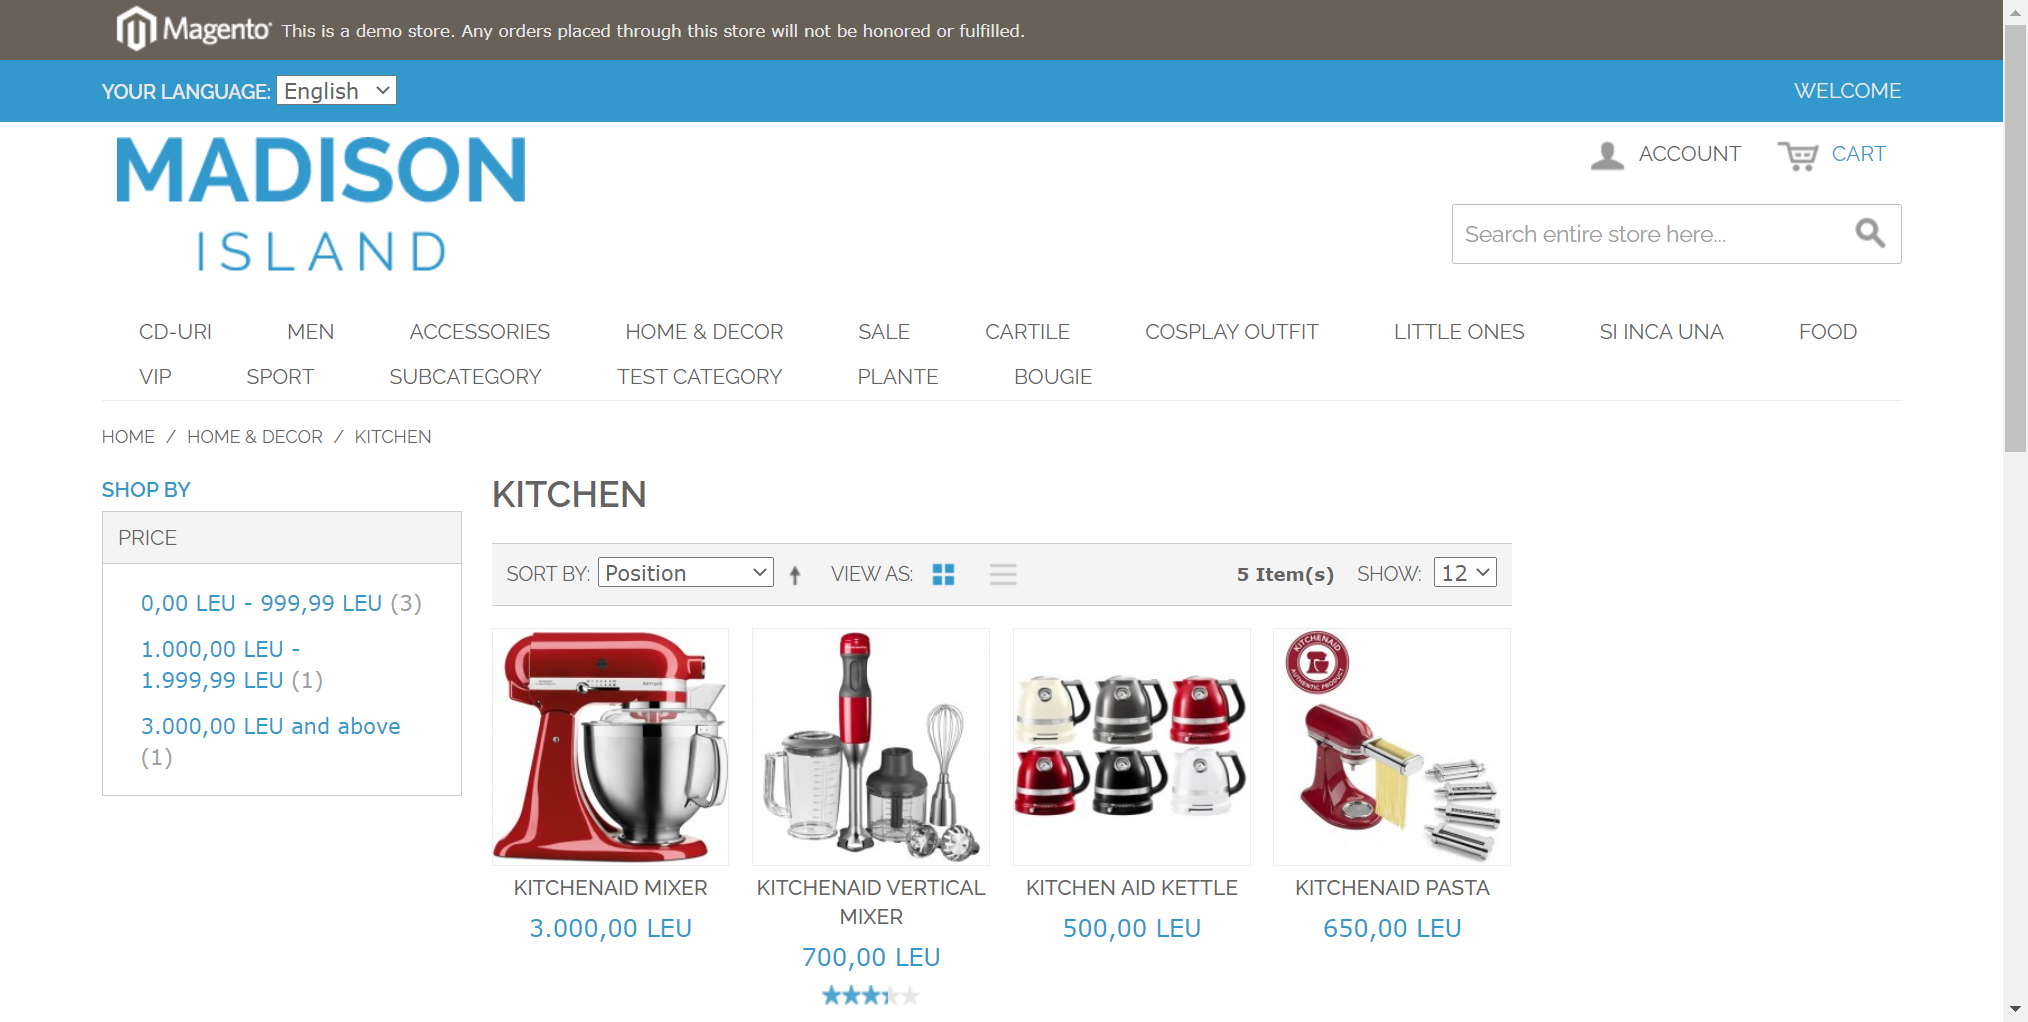 Magento This is a demo store. Any orders placed through this store will not be honored or fulfilled.
YOUR LANGUAGE: English
WELCOME
MADISON
ISLAND
ACCOUNT CART
Search entire store here...
CD-URI MEN ACCESSORIES HOME & DECOR SALE CARTILE COSPLAY OUTFIT LITTLE ONES SI INCA UNA FOOD
VIP SPORT SUBCATEGORY TEST CATEGORY PLANTE BOUGIE
HOME / HOME & DECOR / KITCHEN
SHOP BY
PRICE
0,00 LEU - 999,99 LEU (3)
1.000,00 LEU -
1.999,99 LEU (1)
3.000,00 LEU and above
(1)
KITCHEN
SORT BY: Position VIEW AS: 5 Item(s) SHOW: 12
KITCHENAID
AUTHENTIC PRODUCT
KITCHENAID MIXER
3.000,00 LEU
KITCHENAID VERTICAL
MIXER
700,00 LEU
KITCHEN AID KETTLE
500,00 LEU
KITCHENAID PASTA
650,00 LEU